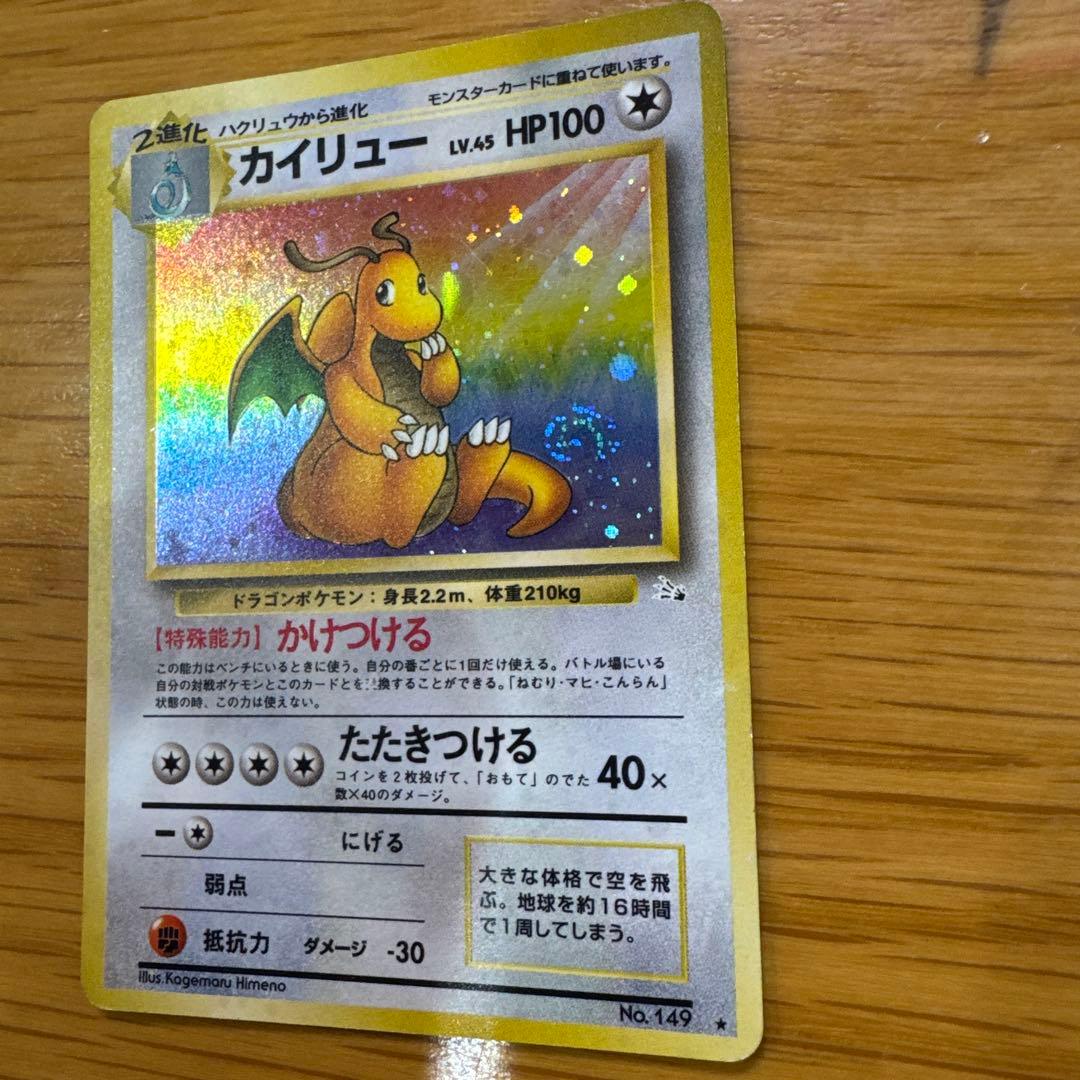 2進化 ハクリュウから進化 モンスターカードに重ねて使います。
カイリュー LV.45 HP100
ドラゴンポケモン:身長2.2m、体重210kg
【特殊能力】 かけつける
この能力はベンチにいるときに使う。自分の番ごとに1回だけ使える。バトル場にいる
自分の対戦ポケモンとこのカードとを換することができる。「ねむり・マヒ・こんらん」
状態の時、この力は使えない。
たたきつける
コインを2枚投げて、「おもて」のでた
数×40のダメージ。
40×
− にげる
弱点
抵抗力 ダメージ -30
大きな体格で空を飛
ぶ。地球を約16時間
で1周してしまう。
Illus.Kagemaru Himeno
No. 149 ★